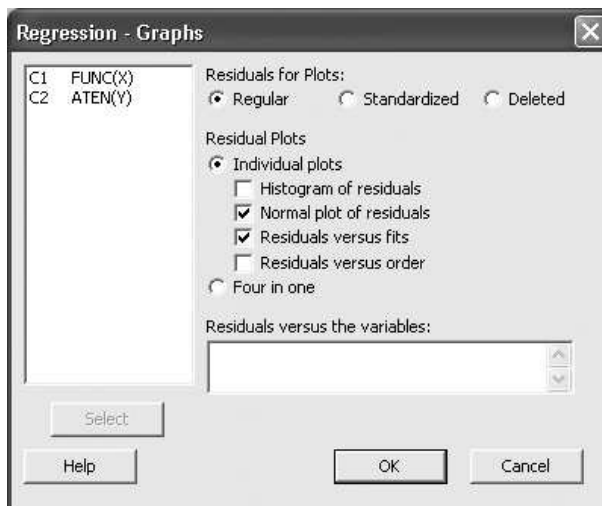 Regression - Graphs
C1 FUNC(X)
C2 ATEN(Y)
Residuals for Plots:
Regular Standardized Deleted
Residual Plots
Individual plots
Histogram of residuals
Normal plot of residuals
Residuals versus fits
Residuals versus order
Four in one
Residuals versus the variables:
Select
Help OK Cancel